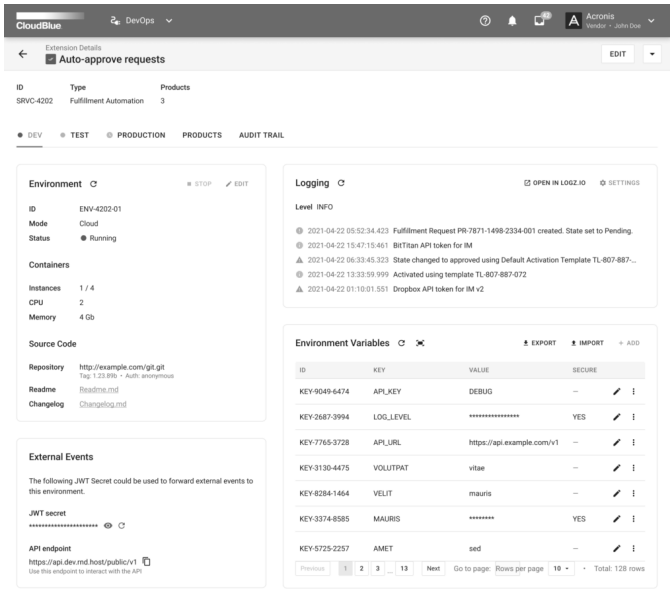 CloudBlue
DevOps
42
Acronis
Vendor • John Doe
Extension Details
Auto-approve requests
EDIT
ID Type Products
SRVC-4202 Fulfillment Automation 3
DEV TEST PRODUCTION PRODUCTS AUDIT TRAIL
Environment STOP EDIT
ID ENV-4202-01
Mode Cloud
Status Running
Containers
Instances 1 / 4
CPU 2
Memory 4 Gb
Source Code
Repository http://example.com/git.git
Tag: 1.23.89b • Auth: anonymous
Readme Readme.md
Changelog Changelog.md
External Events
The following JWT Secret could be used to forward external events to
this environment.
JWT secret
**********************
API endpoint
https://api.dev.rnd.host/public/v1
Use this endpoint to interact with the API
Logging OPEN IN LOGZ.IO SETTINGS
Level INFO
2021-04-22 05:52:34.423 Fulfillment Request PR-7871-1498-2334-001 created. State set to Pending.
2021-04-22 15:47:15:461 BitTitan API token for IM
2021-04-22 06:33:45.323 State changed to approved using Default Activation Template TL-807-887-...
2021-04-22 13:33:59.999 Activated using template TL-807-887-072
2021-04-22 01:10:01.551 Dropbox API token for IM v2
Environment Variables EXPORT IMPORT + ADD
ID KEY VALUE SECURE
KEY-9049-6474 API_KEY DEBUG –
KEY-2687-3994 LOG_LEVEL **************** YES
KEY-7765-3728 API_URL https://api.example.com/v1 –
KEY-3130-4475 VOLUTPAT vitae –
KEY-8284-1464 VELIT mauris –
KEY-3374-8585 MAURIS ******** YES
KEY-5725-2257 AMET sed –
Previous 1 2 3 ... 13 Next Go to page: Rows per page 10 • Total: 128 rows